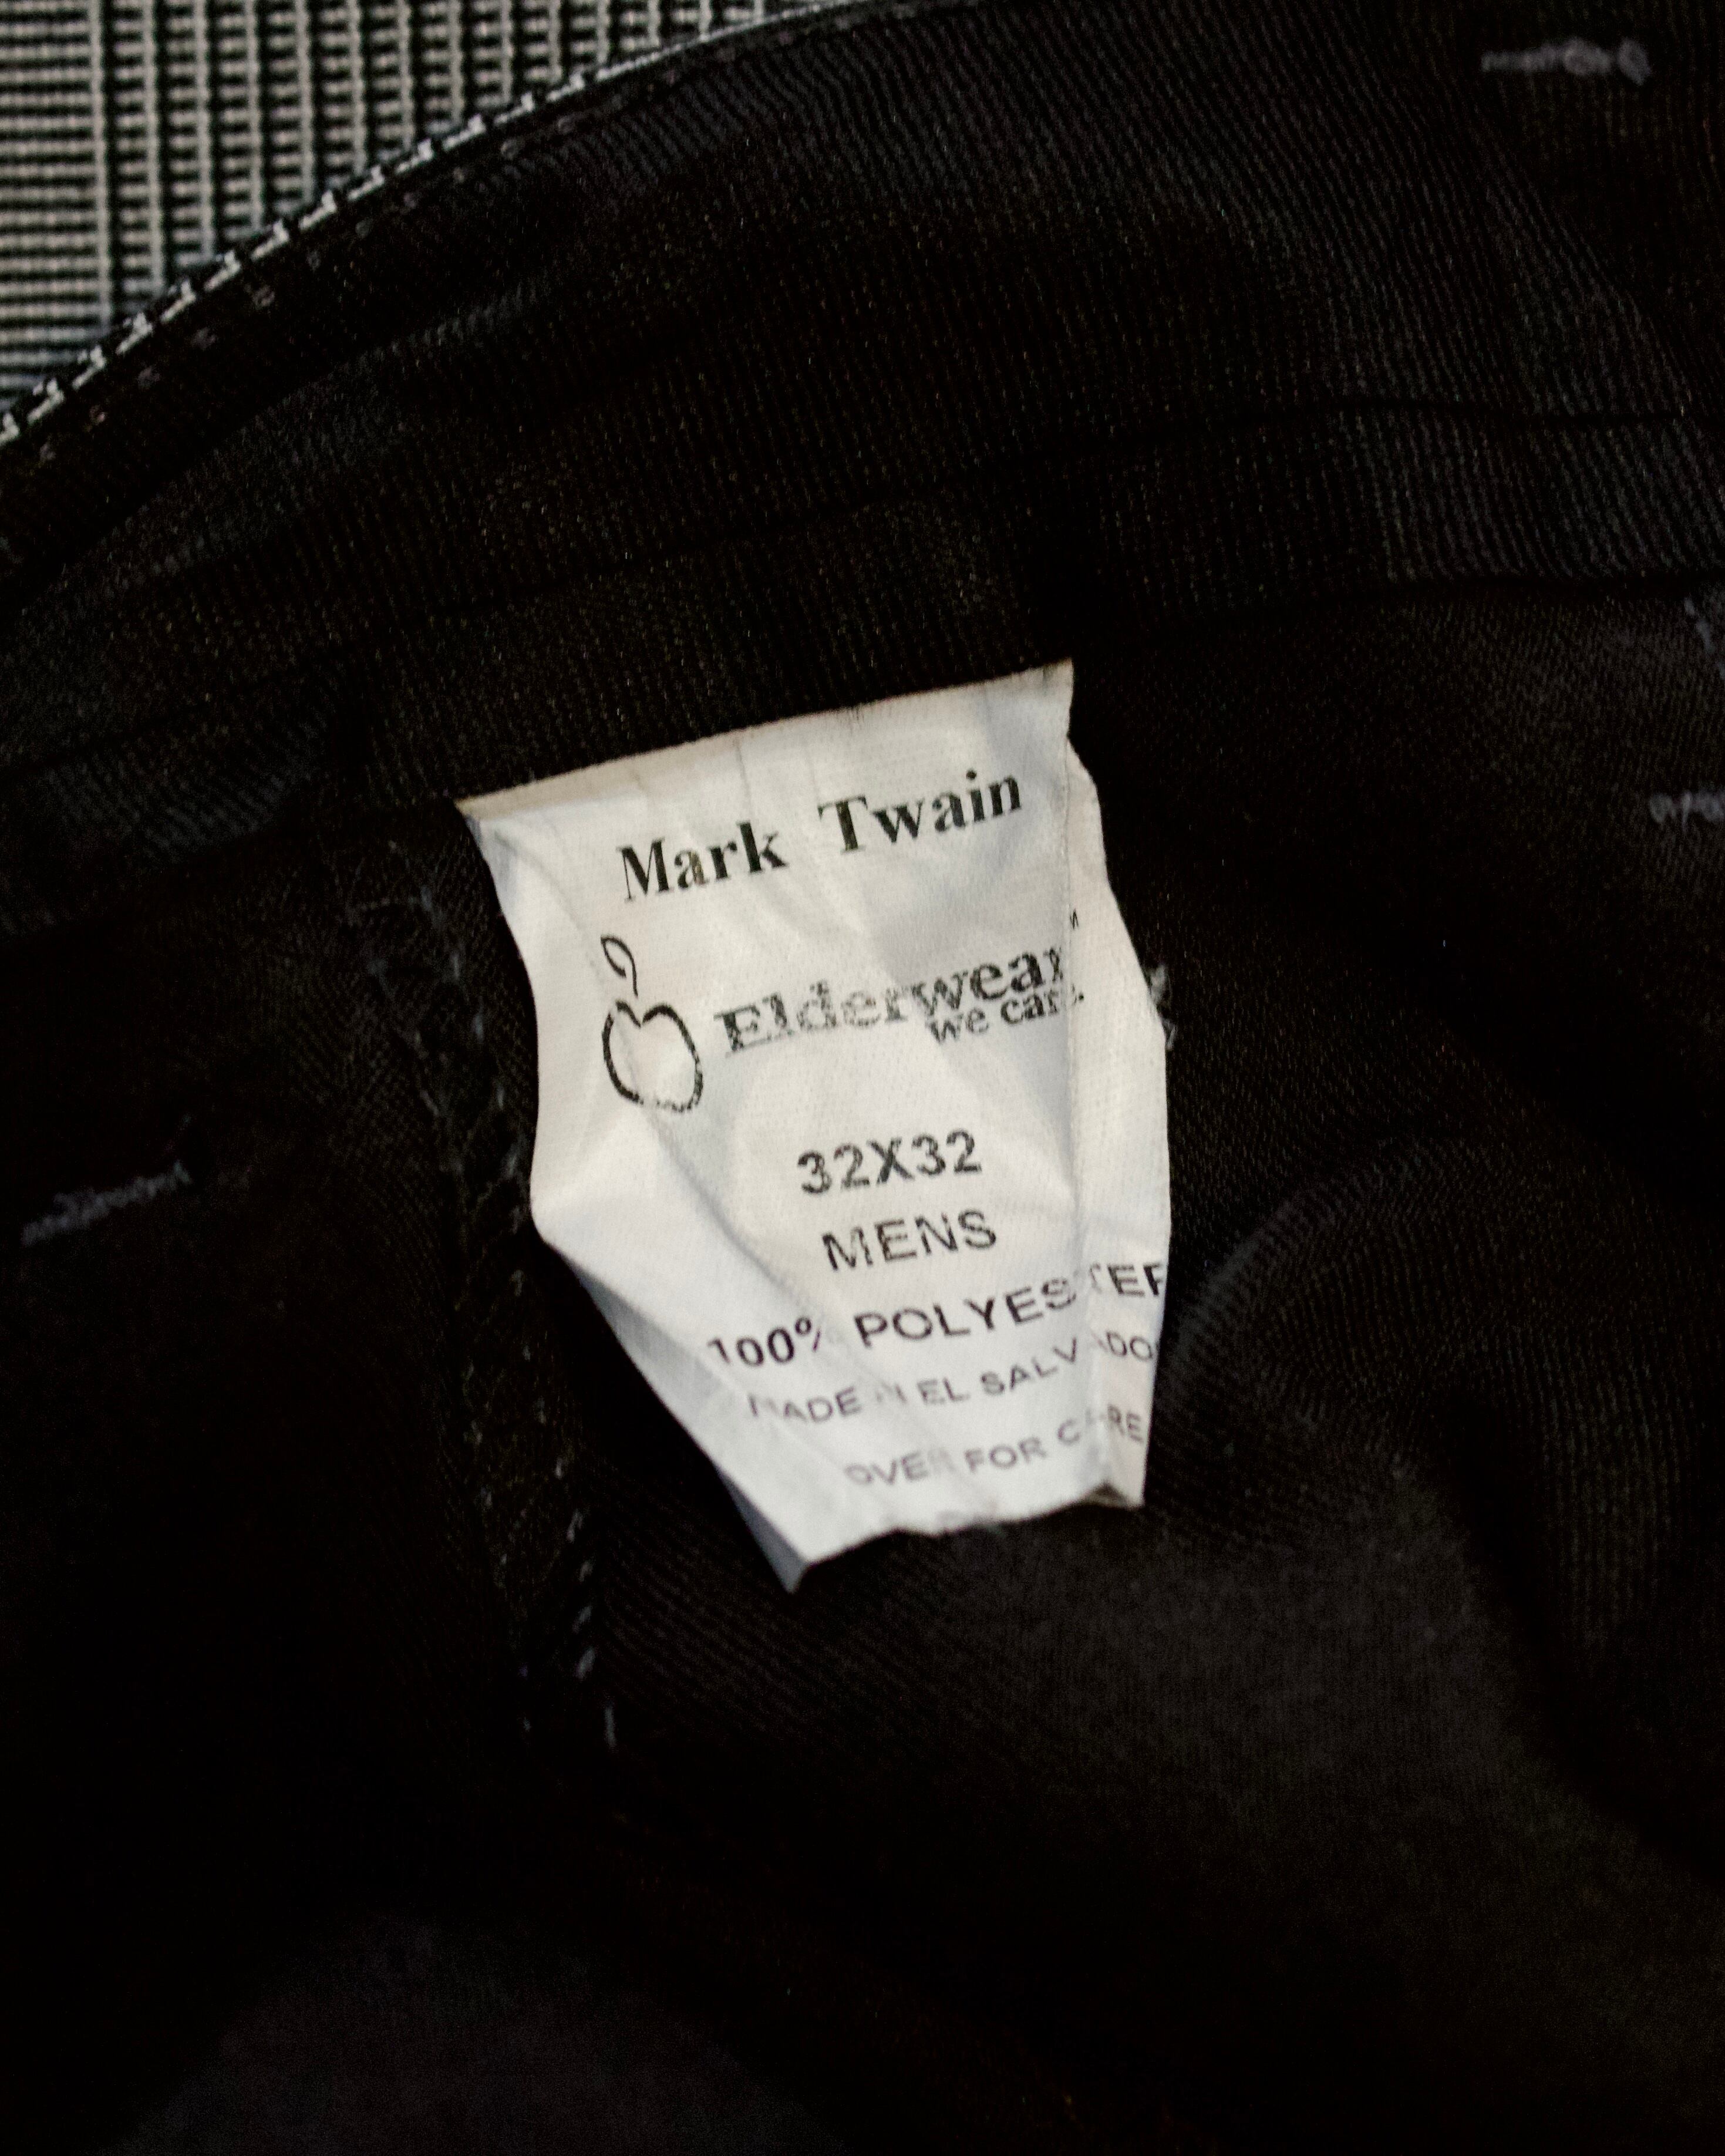 Mark Twain
Elderwear
we care
32X32
MENS
100% POLYESTER
MADE IN EL SALVADOR
OVER FOR CARE